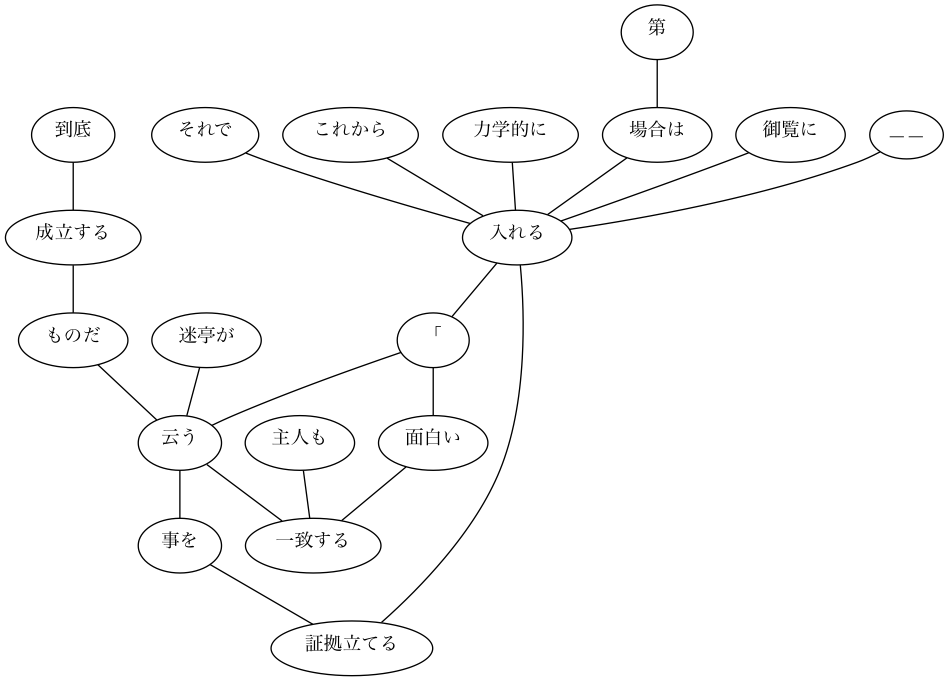 第
到底
それで
これから
力学的に
場合は
御覧に
――
成立する
入れる
ものだ
迷亭が
「
云う
主人も
面白い
事を
一致する
証拠立てる